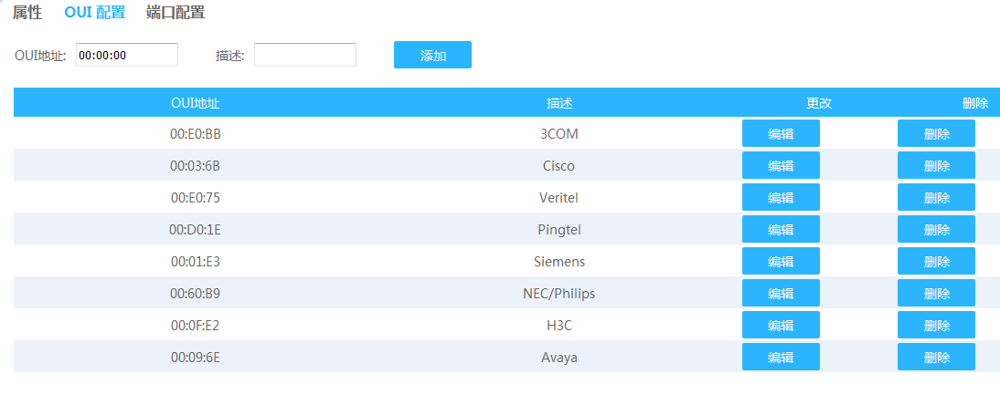 属性 OUI 配置 端口配置
OUI地址: 00:00:00 描述: 添加
OUI地址 描述 更改 删除
00:E0:BB 3COM 编辑 删除
00:03:6B Cisco 编辑 删除
00:E0:75 Veritel 编辑 删除
00:D0:1E Pingtel 编辑 删除
00:01:E3 Siemens 编辑 删除
00:60:B9 NEC/Philips 编辑 删除
00:0F:E2 H3C 编辑 删除
00:09:6E Avaya 编辑 删除